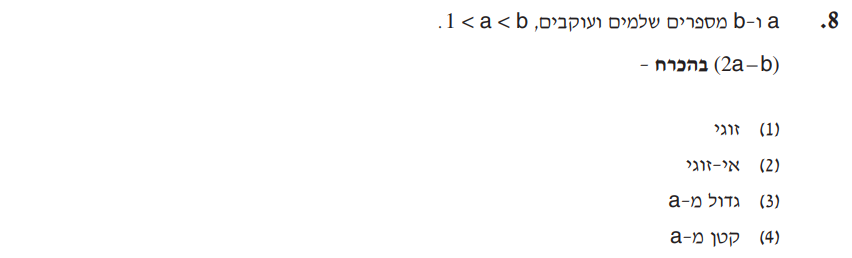 8. a ו-b מספרים שלמים ועוקבים, 1 < a < b.
(2a – b) בהכרח -
(1) זוגי
(2) אי-זוגי
(3) גדול מ-a
(4) קטן מ-a